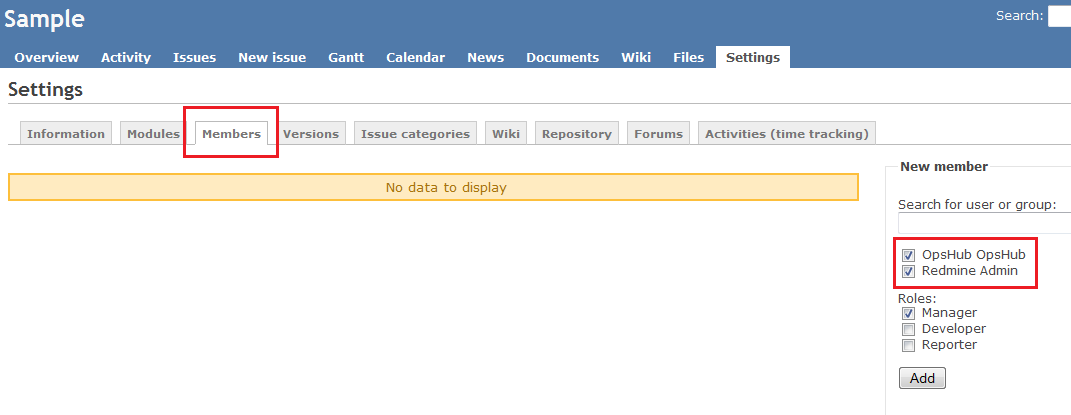 Sample
Search:
Overview Activity Issues New issue Gantt Calendar News Documents Wiki Files Settings
Settings
Information Modules Members Versions Issue categories Wiki Repository Forums Activities (time tracking)
No data to display
New member
Search for user or group:
OpsHub OpsHub
Redmine Admin
Roles:
Manager
Developer
Reporter
Add